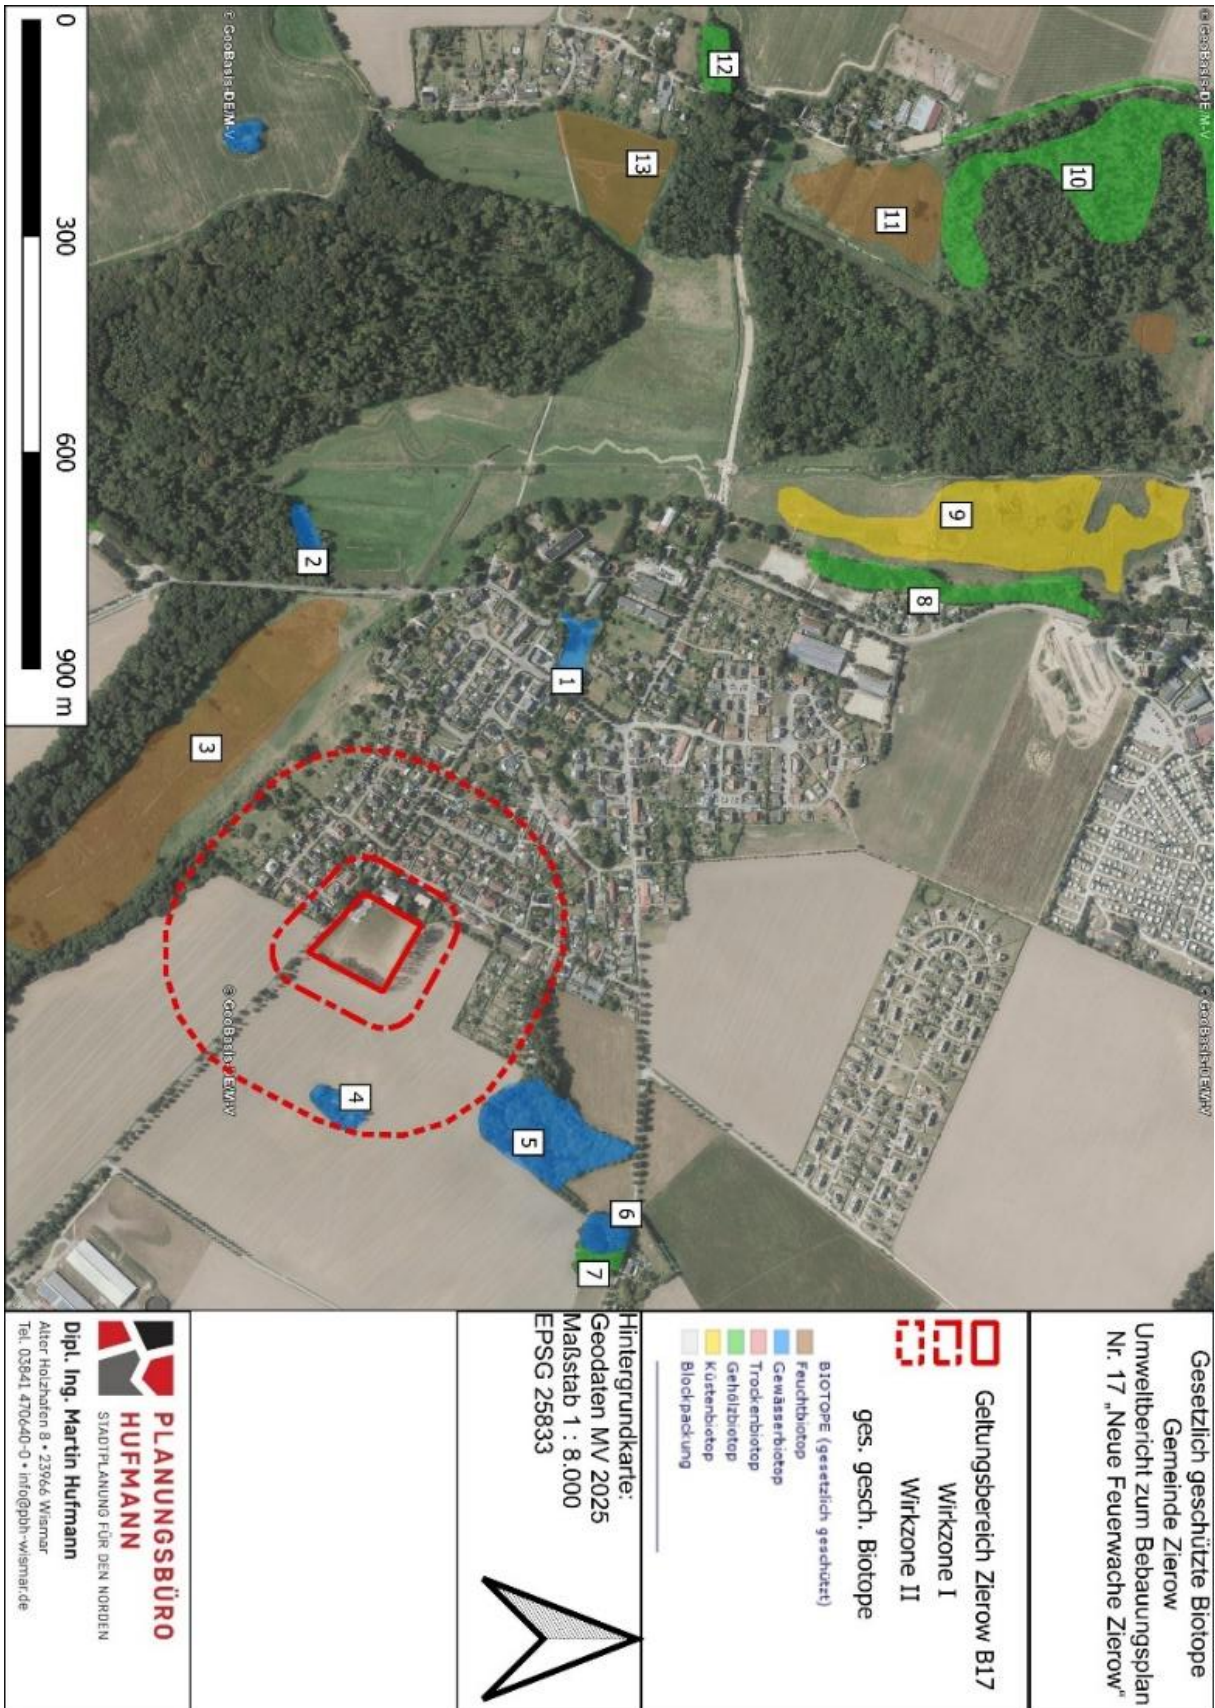 Gesetzlich geschützte Biotope
Gemeinde Zierow
Umweltbericht zum Bebauungsplan
Nr. 17 „Neue Feuerwache Zierow"
Geltungsbereich Zierow B17
Wirkzone I
Wirkzone II
ges. gesch. Biotope
BIOTOPE (gesetzlich geschützt)
Feuchtbiotop
Gewässerbiotop
Trockenbiotop
Gehölzbiotop
Küstenbiotop
Blockpackung
Hintergrundkarte:
Geodaten MV 2025
Maßstab 1 : 8.000
EPSG 25833
PLANUNGSBÜRO
HUFMANN
STADTPLANUNG FÜR DEN NORDEN
Dipl. Ing. Martin Hufmann
Alter Holzhafen 8 • 23966 Wismar
Tel. 03841 470640-0 • info@pbh-wismar.de
© GeoBasis-DE/M-V
© GeoBasis-DE/M-V
10
12
11
9
8
13
1
6
7
5
2
4
3
© GeoBasis-DE/M-V
© GeoBasis-DE/M-V
0
300
600
900 m